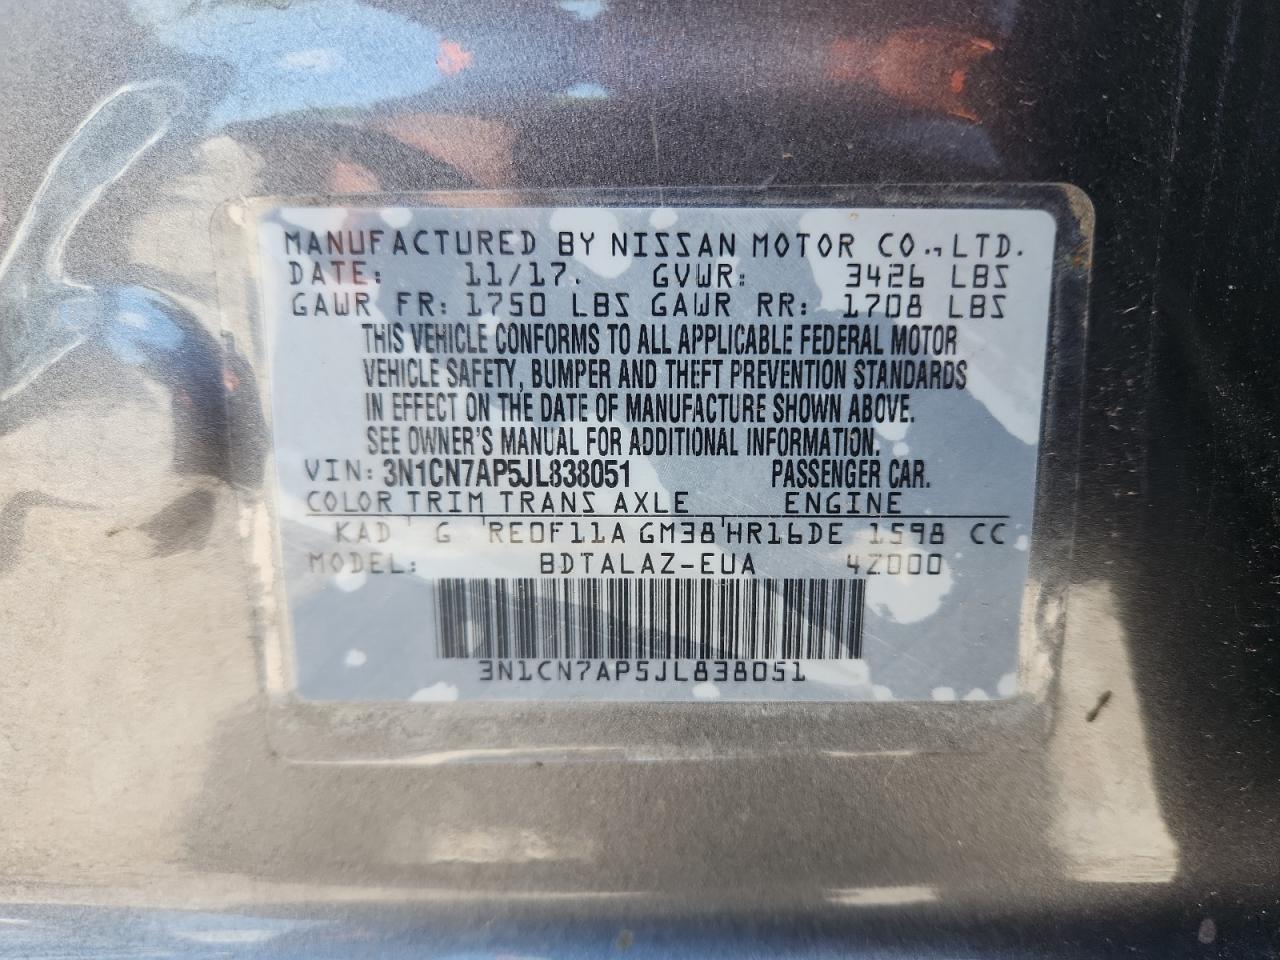 MANUFACTURED BY NISSAN MOTOR CO., LTD.
DATE: 11/17. GVWR: 3426 LBS
GAWR FR: 1750 LBS GAWR RR: 1708 LBS
THIS VEHICLE CONFORMS TO ALL APPLICABLE FEDERAL MOTOR
VEHICLE SAFETY, BUMPER AND THEFT PREVENTION STANDARDS
IN EFFECT ON THE DATE OF MANUFACTURE SHOWN ABOVE.
SEE OWNER'S MANUAL FOR ADDITIONAL INFORMATION.
VIN: 3N1CN7AP5JL838051 PASSENGER CAR.
COLOR TRIM TRANS AXLE ENGINE
KAD ' G 'RE0F11A GM38'HR16DE 1598 CC
MODEL: BDTALAZ-EUA 4Z000
3N1CN7AP5JL838051